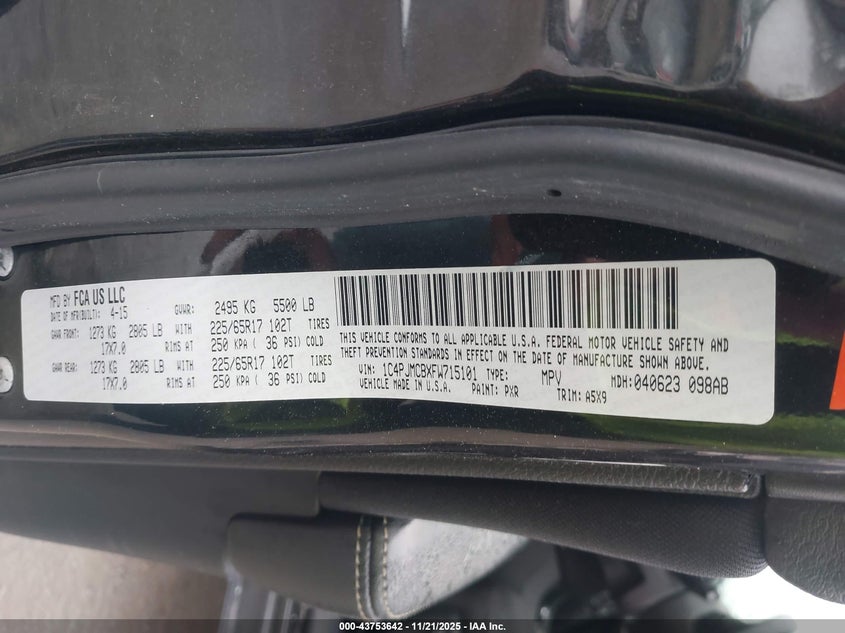 MFD BY FCA US LLC
DATE OF MFR(BUILT): 4-15 GVWR: 2495 KG 5500 LB
GAWR FRONT: 1273 KG 2805 LB WITH 225/65R17 102T TIRES
17X7.0 RIMS AT 250 KPA ( 36 PSI) COLD
GAWR REAR: 1273 KG 2805 LB WITH 225/65R17 102T TIRES
17X7.0 RIMS AT 250 KPA ( 36 PSI) COLD
THIS VEHICLE CONFORMS TO ALL APPLICABLE U.S.A. FEDERAL MOTOR VEHICLE SAFETY AND
THEFT PREVENTION STANDARDS IN EFFECT ON THE DATE OF MANUFACTURE SHOWN ABOVE.
VIN: 1C4PJMCBXFW715101 TYPE: MPV MDH:040623 098AB
VEHICLE MADE IN U.S.A. PAINT: PXR TRIM: A5X9
000-43753642 - 11/21/2025 - IAA Inc.